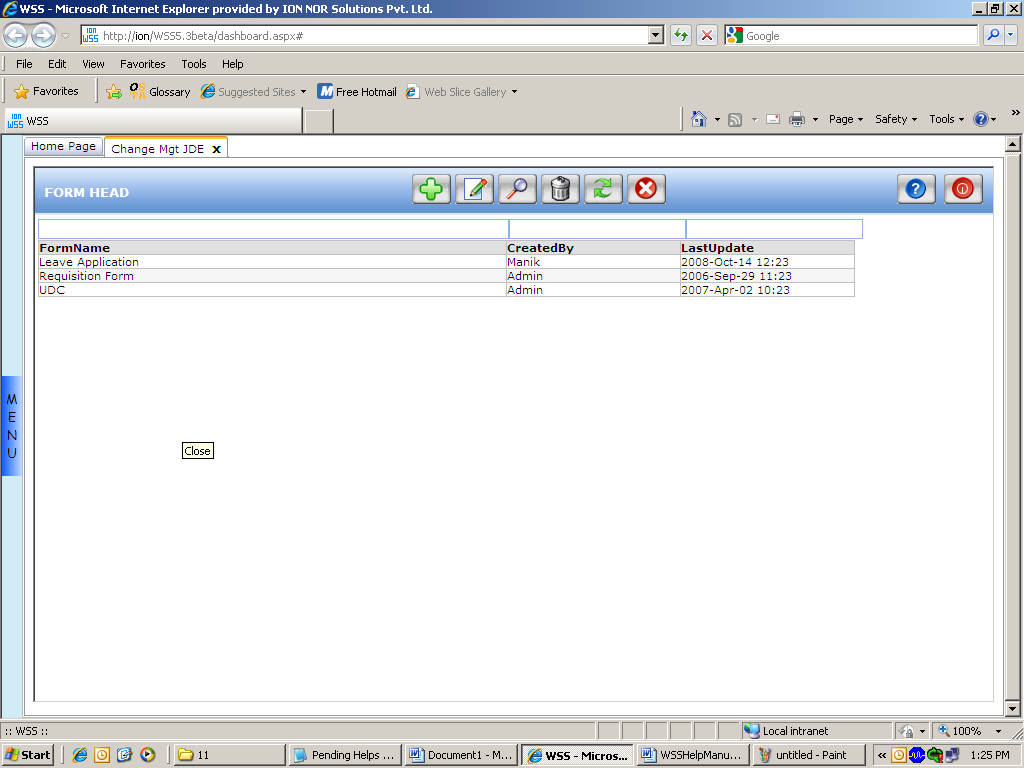 WSS - Microsoft Internet Explorer provided by ION NOR Solutions Pvt. Ltd.
ION WSS http://ion/WSS5.3beta/dashboard.aspx# Google
File Edit View Favorites Tools Help
Favorites Glossary Suggested Sites Free Hotmail Web Slice Gallery
ION WSS WSS Page Safety Tools »
Home Page Change Mgt JDE x
FORM HEAD
FormName CreatedBy LastUpdate
Leave Application Manik 2008-Oct-14 12:23
Requisition Form Admin 2006-Sep-29 11:23
UDC Admin 2007-Apr-02 10:23
M
E
N
U
Close
:: WSS :: Local intranet 100%
Start 11 Pending Helps ... Document1 - M... WSS - Micros... WSSHelpManu... untitled - Paint « 1:25 PM